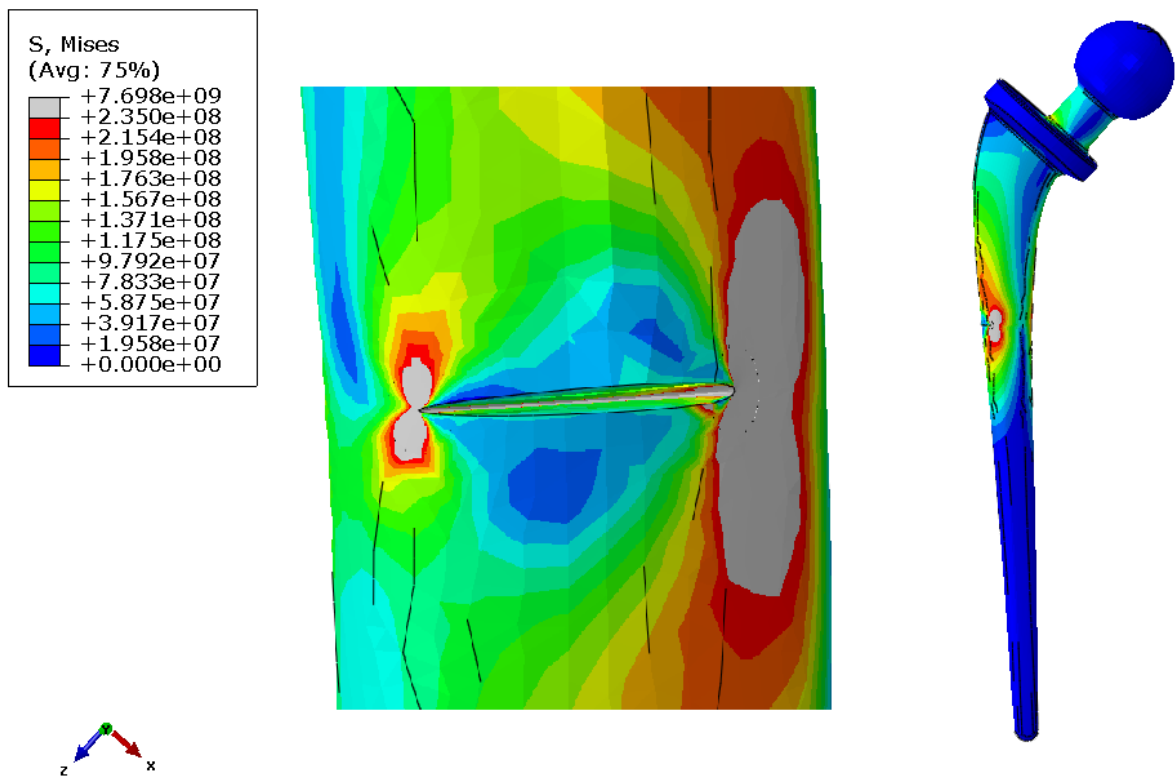 S, Mises
(Avg: 75%)
+7.698e+09
+2.350e+08
+2.154e+08
+1.958e+08
+1.763e+08
+1.567e+08
+1.371e+08
+1.175e+08
+9.792e+07
+7.833e+07
+5.875e+07
+3.917e+07
+1.958e+07
+0.000e+00
Y
Z
X